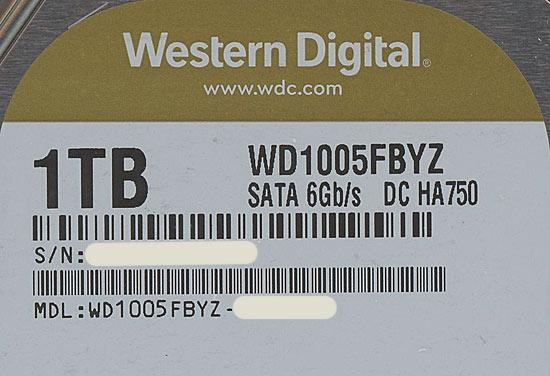 Western Digital®
www.wdc.com
1TB
WD1005FBYZ
SATA 6Gb/s DC HA750
S/N:
MDL:WD1005FBYZ-